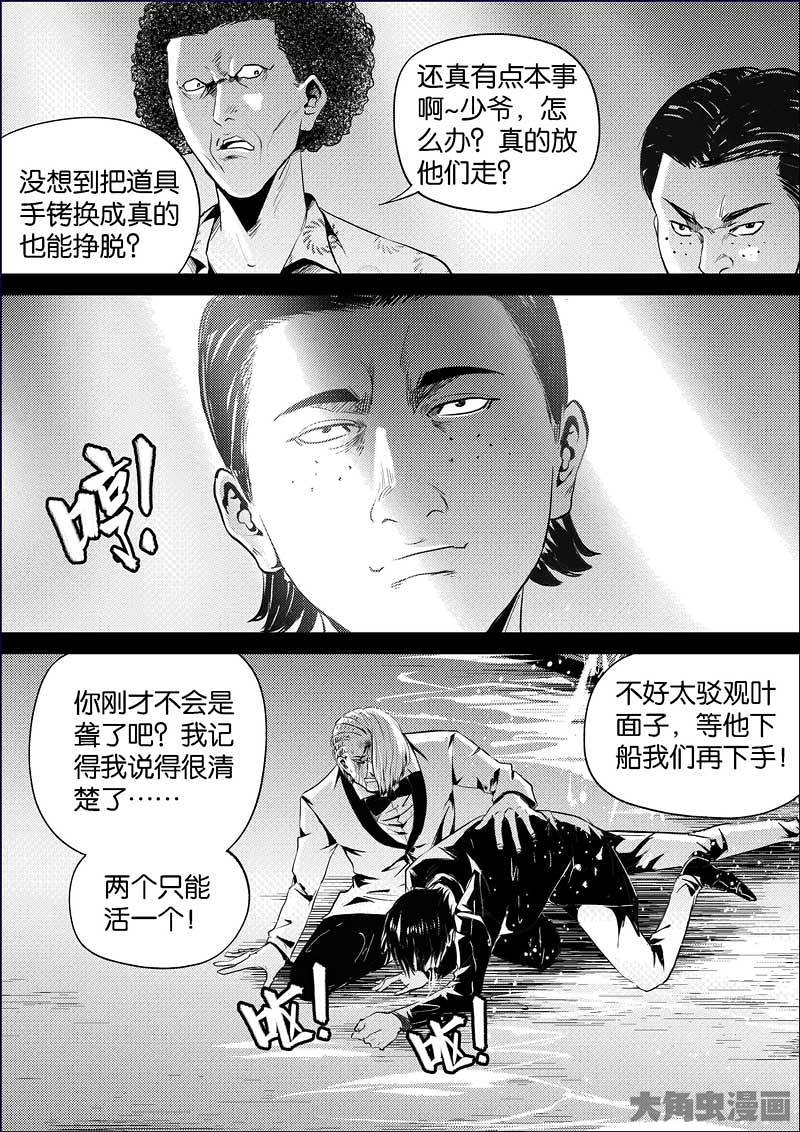 没想到把道具
手铐换成真的
也能挣脱？
还真有点本事
啊~少爷，怎
么办？真的放
他们走？
哼！
你刚才不会是
聋了吧？我记
得我说得很清
楚了……
两个只能
活一个！
不好太驳观叶
面子，等他下
船我们再下手！
呕！
呕！
大角虫漫画